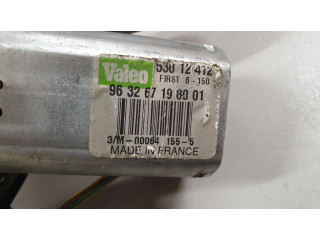 Valeo 530 12 412
FIRST 6-150
96 32 67 19 80 01
3/M-00064 155-5
MADE IN FRANCE